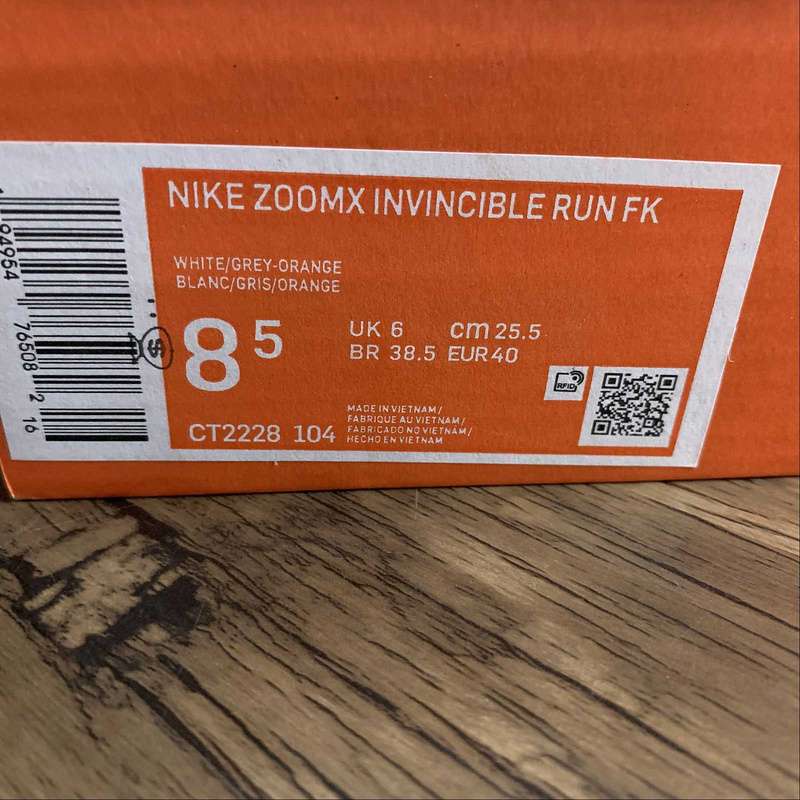 NIKE ZOOMX INVINCIBLE RUN FK
WHITE/GREY-ORANGE
BLANC/GRIS/ORANGE
8 5
UK 6 cm 25.5
BR 38.5 EUR 40
RFID
CT2228 104
MADE IN VIETNAM/
FABRIQUE AU VIETNAM/
FABRICADO NO VIETNAM/
HECHO EN VIETNAM
94954 76508 2 16